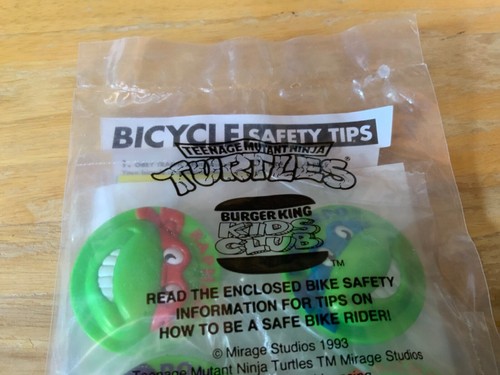 BICYCLE SAFETY TIPS
TEENAGE MUTANT NINJA
TURTLES®
BURGER KING
KIDS
CLUB
TM
READ THE ENCLOSED BIKE SAFETY
INFORMATION FOR TIPS ON
HOW TO BE A SAFE BIKE RIDER!
© Mirage Studios 1993
Teenage Mutant Ninja Turtles TM Mirage Studios